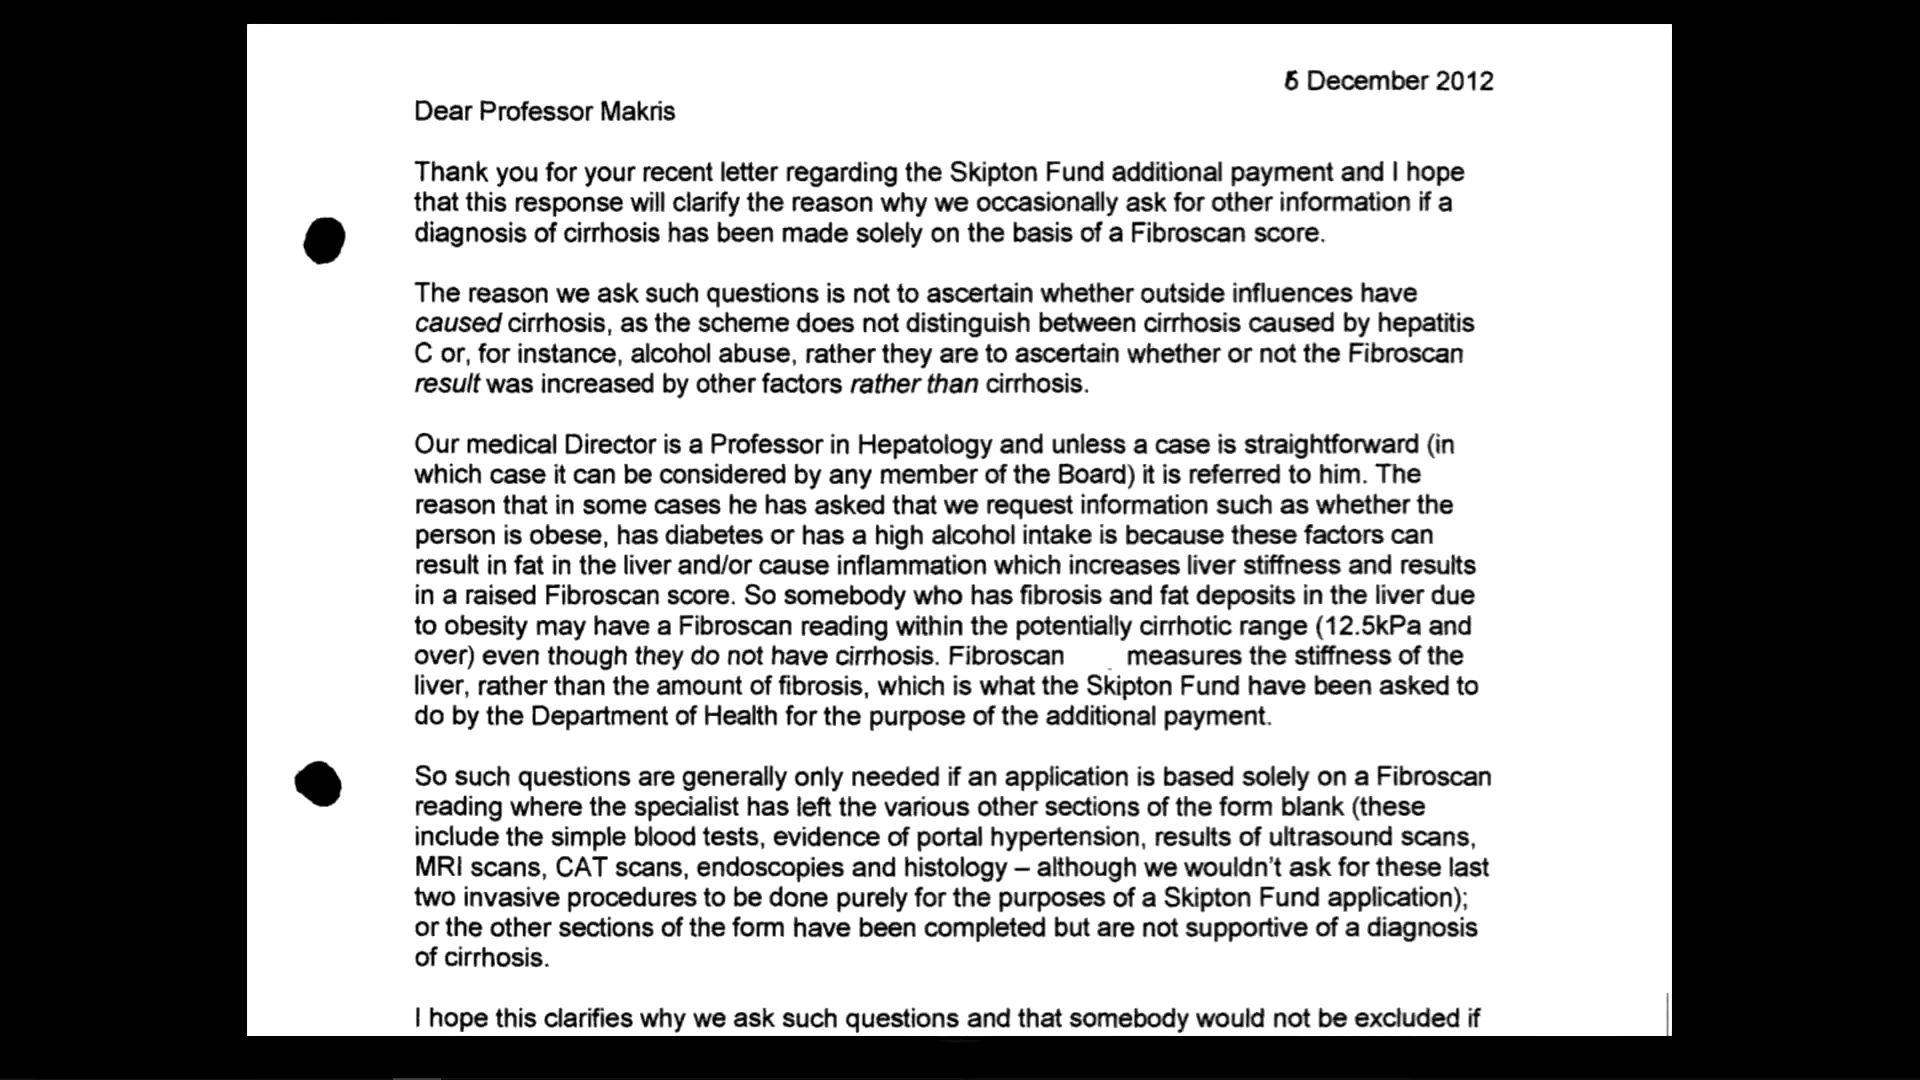 December 2012
Dear Professor Makris
Thank you for your recent letter regarding the Skipton Fund additional payment and I hope
that this response will clarify the reason why we occasionally ask for other information if a
diagnosis of cirrhosis has been made solely on the basis of a Fibroscan score.
The reason we ask such questions is not to ascertain whether outside influences have
caused cirrhosis, as the scheme does not distinguish between cirrhosis caused by hepatitis
C or, for instance, alcohol abuse, rather they are to ascertain whether or not the Fibroscan
result was increased by other factors rather than cirrhosis.
Our medical Director is a Professor in Hepatology and unless a case is straightforward (in
which case it can be considered by any member of the Board) it is referred to him. The
reason that in some cases he has asked that we request information such as whether the
person is obese, has diabetes or has a high alcohol intake is because these factors can
result in fat in the liver and/or cause inflammation which increases liver stiffness and results
in a raised Fibroscan score. So somebody who has fibrosis and fat deposits in the liver due
to obesity may have a Fibroscan reading within the potentially cirrhotic range (12.5kPa and
over) even though they do not have cirrhosis. Fibroscan measures the stiffness of the
liver, rather than the amount of fibrosis, which is what the Skipton Fund have been asked to
do by the Department of Health for the purpose of the additional payment.
So such questions are generally only needed if an application is based solely on a Fibroscan
reading where the specialist has left the various other sections of the form blank (these
include the simple blood tests, evidence of portal hypertension, results of ultrasound scans,
MRI scans, CAT scans, endoscopies and histology – although we wouldn't ask for these last
two invasive procedures to be done purely for the purposes of a Skipton Fund application);
or the other sections of the form have been completed but are not supportive of a diagnosis
of cirrhosis.
I hope this clarifies why we ask such questions and that somebody would not be excluded if